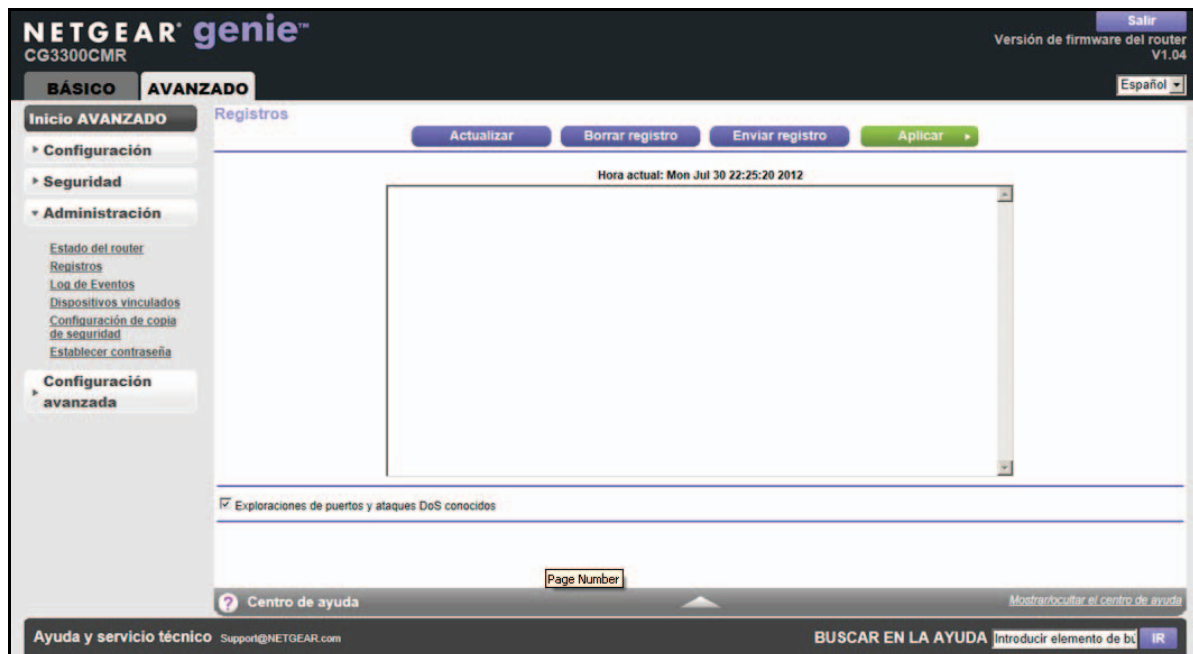 NETGEAR® genie™
Salir
CG3300CMR
Versión de firmware del router
V1.04
BÁSICO
AVANZADO
Español
Inicio AVANZADO
Configuración
Seguridad
Administración
Estado del router
Registros
Log de Eventos
Dispositivos vinculados
Configuración de copia
de seguridad
Establecer contraseña
Configuración
avanzada
Registros
Actualizar
Borrar registro
Enviar registro
Aplicar
Hora actual: Mon Jul 30 22:25:20 2012
Exploraciones de puertos y ataques DoS conocidos
Page Number
? Centro de ayuda
Mostrar/ocultar el centro de ayuda
Ayuda y servicio técnico Support@NETGEAR.com
BUSCAR EN LA AYUDA Introducir elemento de bú IR